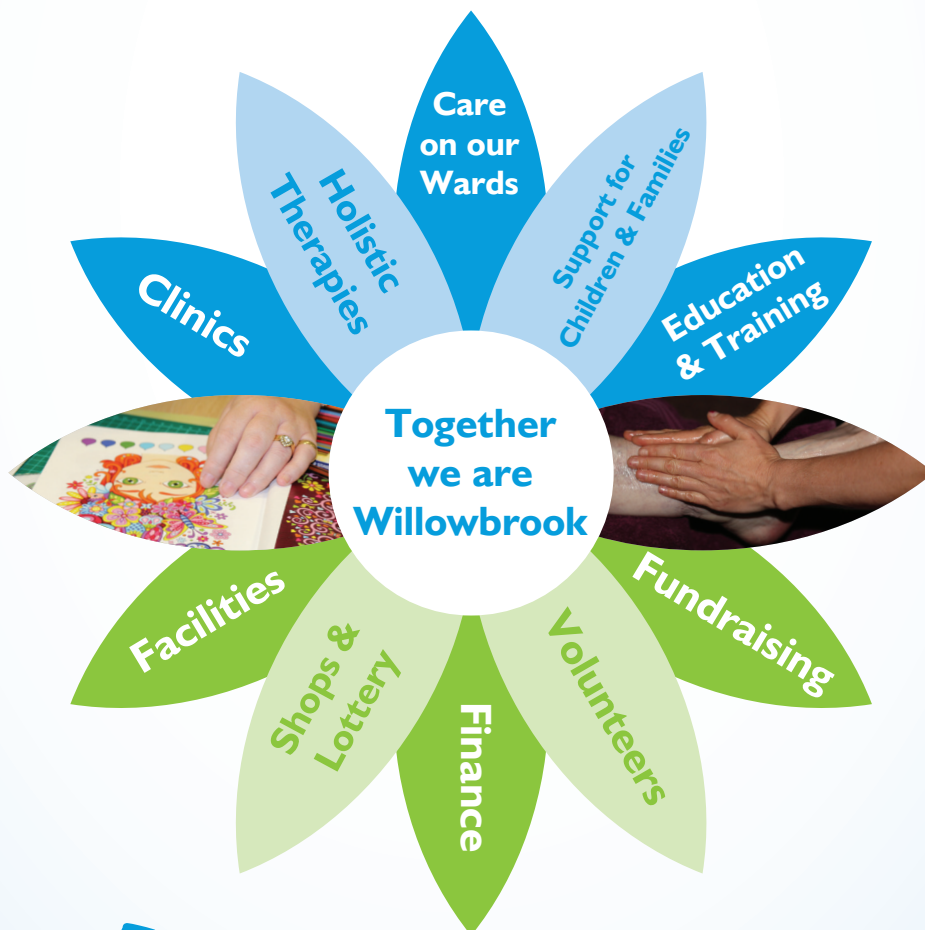 Care
on our
Wards
Support for
Children & Families
Education
& Training
Fundraising
Volunteers
Finance
Shops &
Lottery
Facilities
Clinics
Holistic
Therapies
Together
we are
Willowbrook